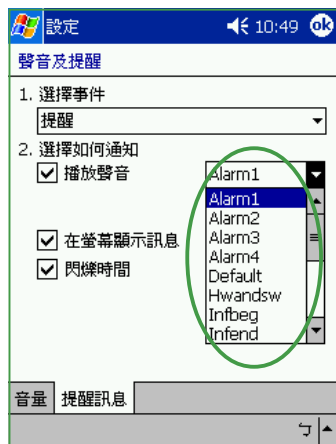 設定 10:49 ok
聲音及提醒
1. 選擇事件
提醒
2. 選擇如何通知
播放聲音 Alarm1
Alarm1
Alarm2
Alarm3
在螢幕顯示訊息
Alarm4
閃爍時間
Default
Hwandsw
Infbeg
Infend
音量 提醒訊息
ㄅ